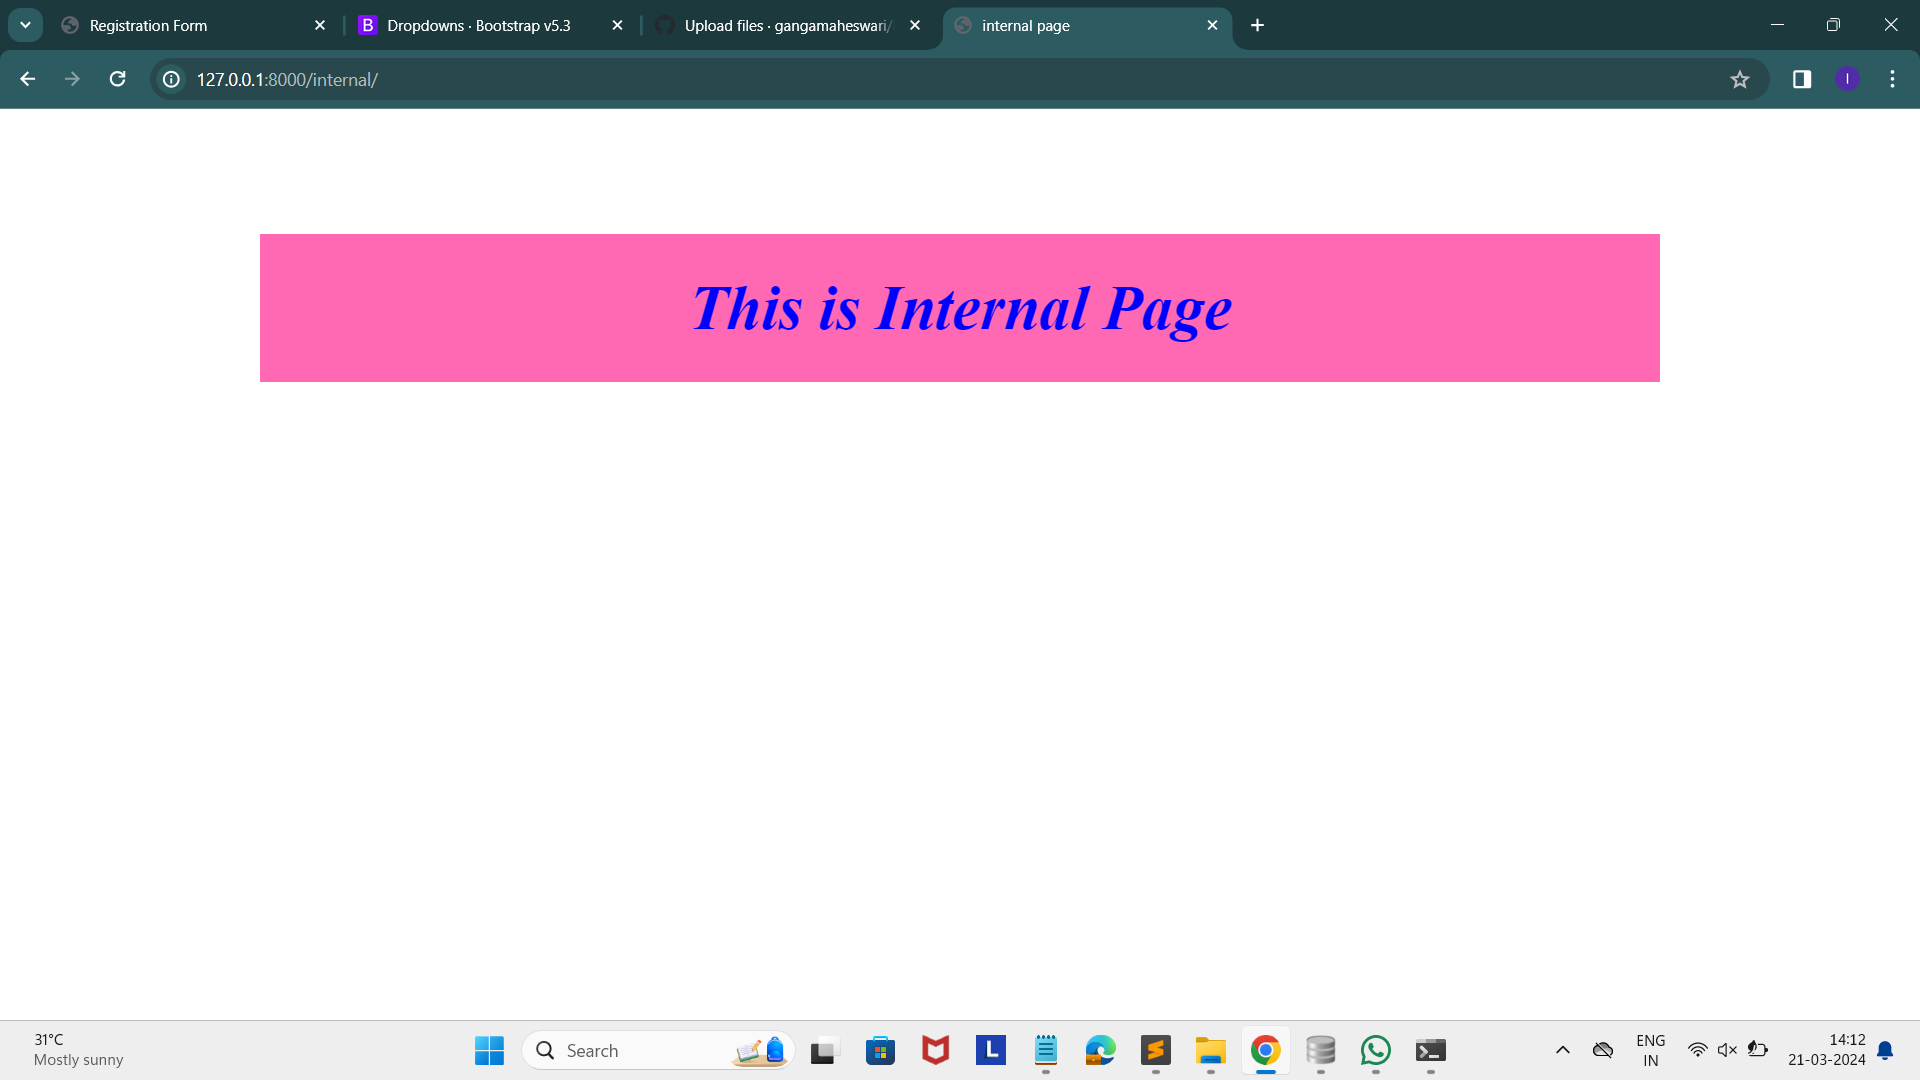 Registration Form
B Dropdowns · Bootstrap v5.3
Upload files · gangamaheswari/
internal page
127.0.0.1:8000/internal/
I
This is Internal Page
31°C
Mostly sunny
Search
L
ENG
IN
14:12
21-03-2024